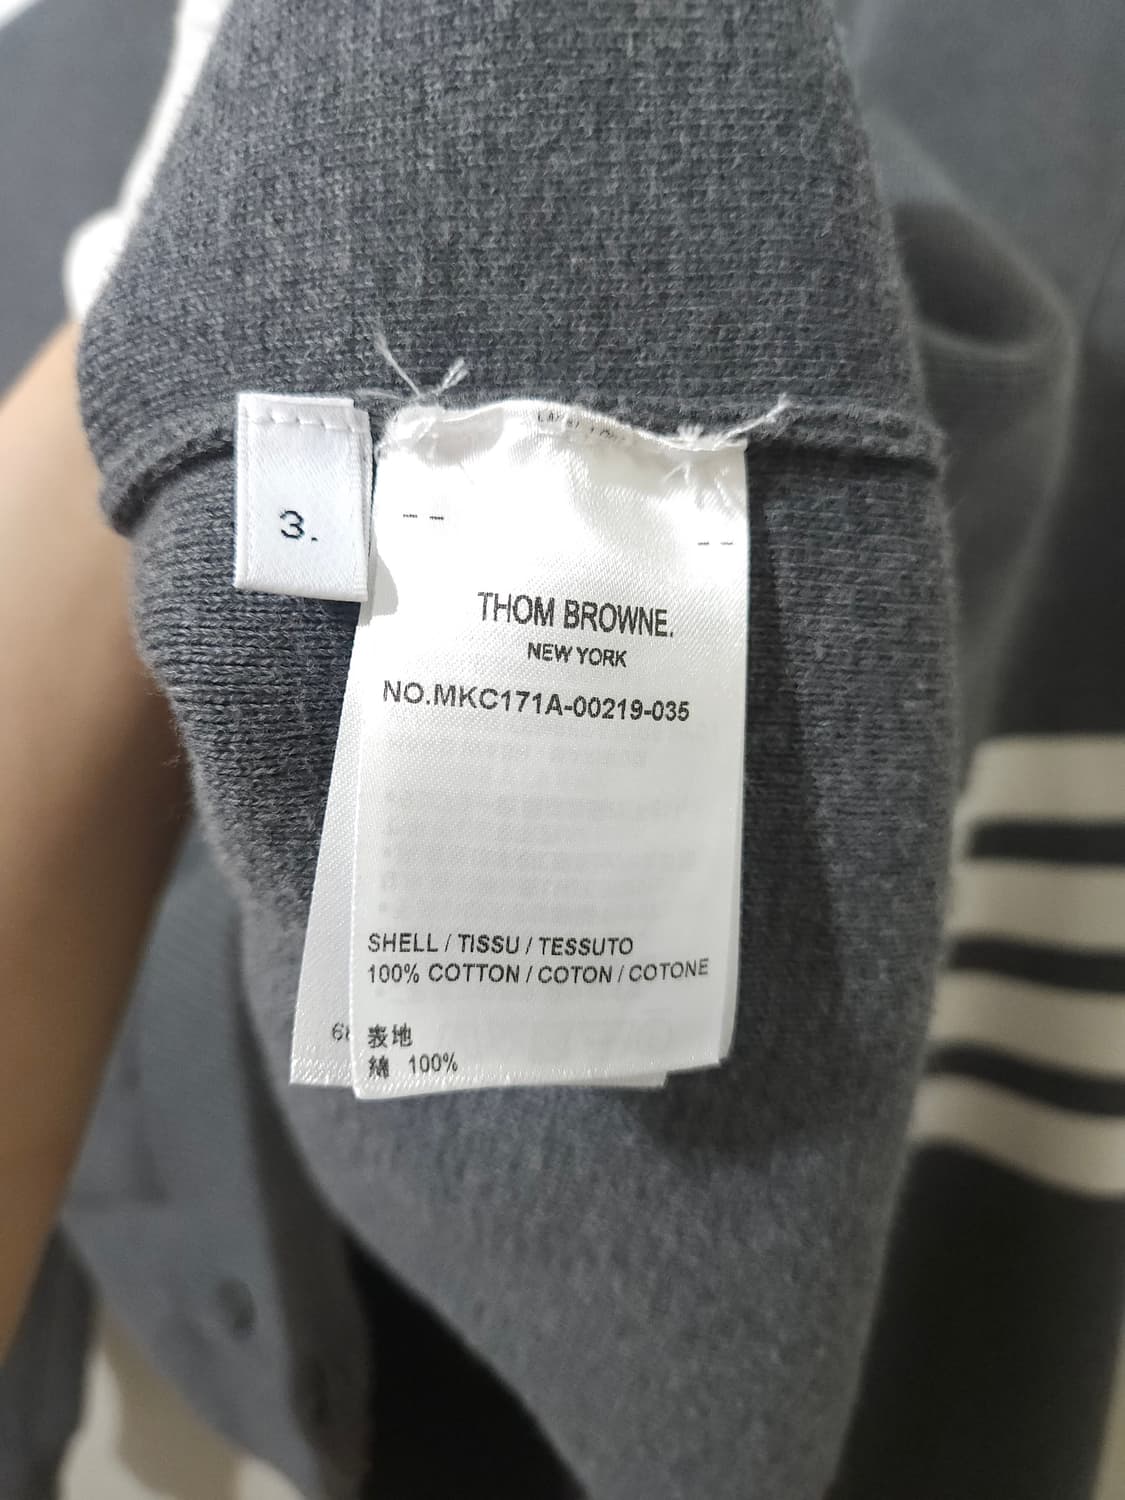 3.
THOM BROWNE.
NEW YORK
NO.MKC171A-00219-035
SHELL / TISSU / TESSUTO
100% COTTON / COTON / COTONE
表地
綿 100%